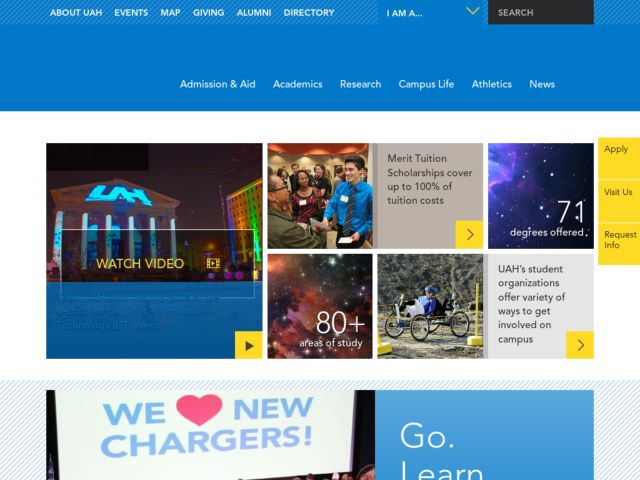 ABOUT UAH EVENTS MAP GIVING ALUMNI DIRECTORY I AM A... SEARCH
Admission & Aid Academics Research Campus Life Athletics News
UAH
WATCH VIDEO
Technology (LIT) event.
Merit Tuition
Scholarships cover
up to 100% of
tuition costs
71
degrees offered
80+
areas of study
UAH's student
organizations
offer variety of
ways to get
involved on
campus
Apply
Visit Us
Request
Info
WE ❤ NEW
CHARGERS!
Go.
Learn